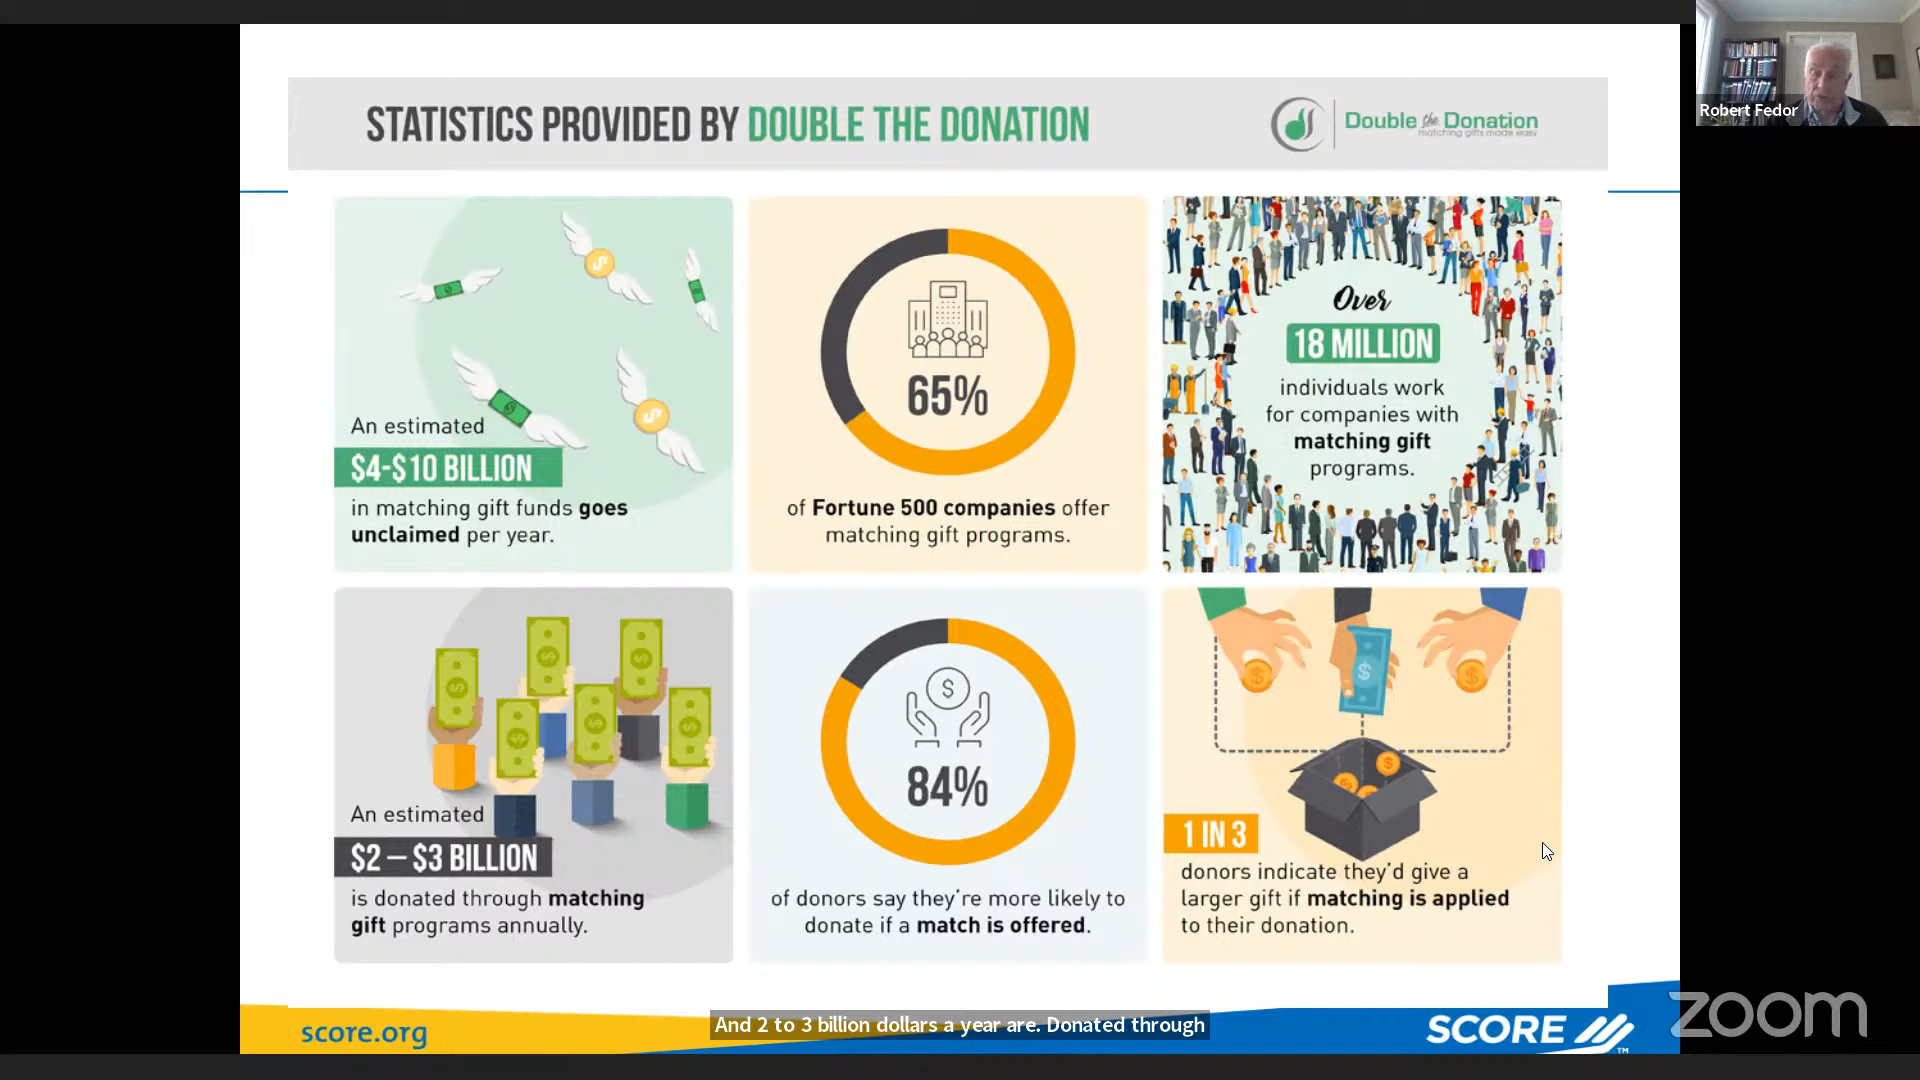 STATISTICS PROVIDED BY DOUBLE THE DONATION
Double the Donation
matching gifts made easy
Robert Fedor
An estimated
$4-$10 BILLION
in matching gift funds goes
unclaimed per year.
65%
of Fortune 500 companies offer
matching gift programs.
Over
18 MILLION
individuals work
for companies with
matching gift
programs.
An estimated
$2 – $3 BILLION
is donated through matching
gift programs annually.
$
84%
of donors say they're more likely to
donate if a match is offered.
1 IN 3
donors indicate they'd give a
larger gift if matching is applied
to their donation.
score.org
And 2 to 3 billion dollars a year are. Donated through
SCORE
TM
zoom